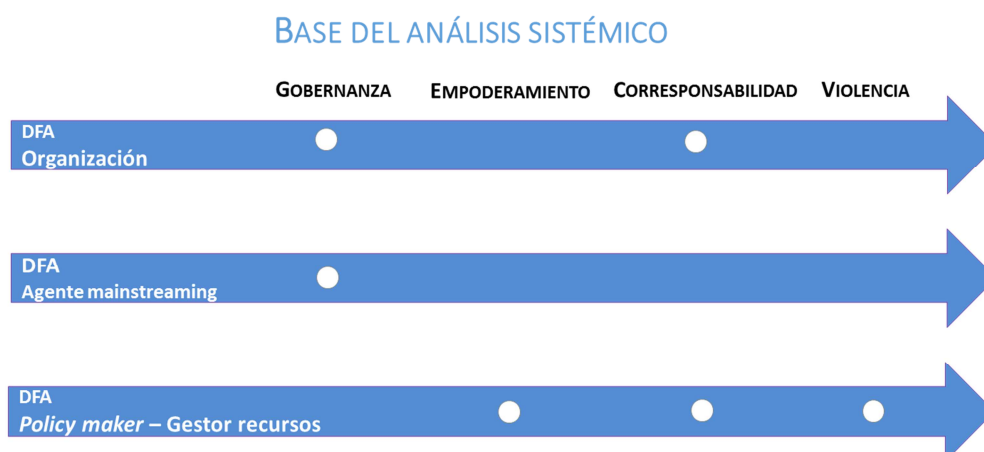 BASE DEL ANÁLISIS SISTÉMICO
GOBERNANZA EMPODERAMIENTO CORRESPONSABILIDAD VIOLENCIA
DFA
Organización
DFA
Agente mainstreaming
DFA
Policy maker – Gestor recursos